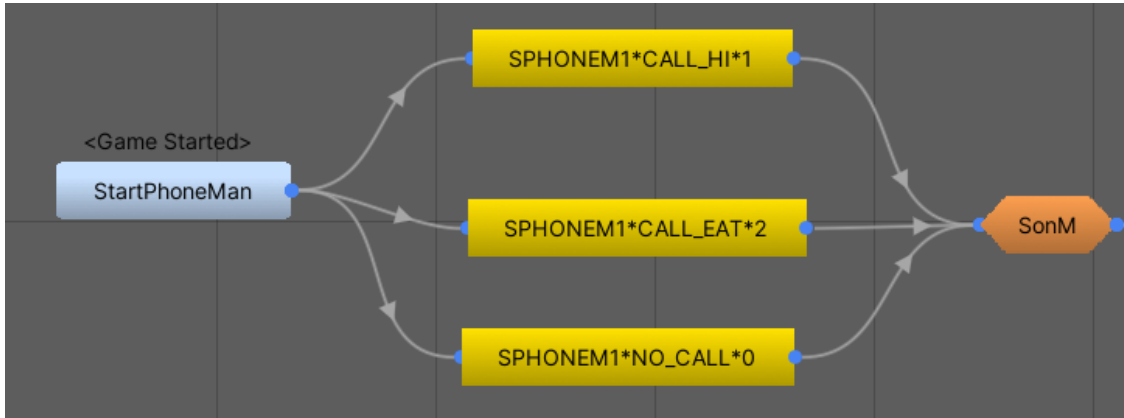 <Game Started>
StartPhoneMan
SPHONEM1*CALL_HI*1
SPHONEM1*CALL_EAT*2
SPHONEM1*NO_CALL*0
SonM